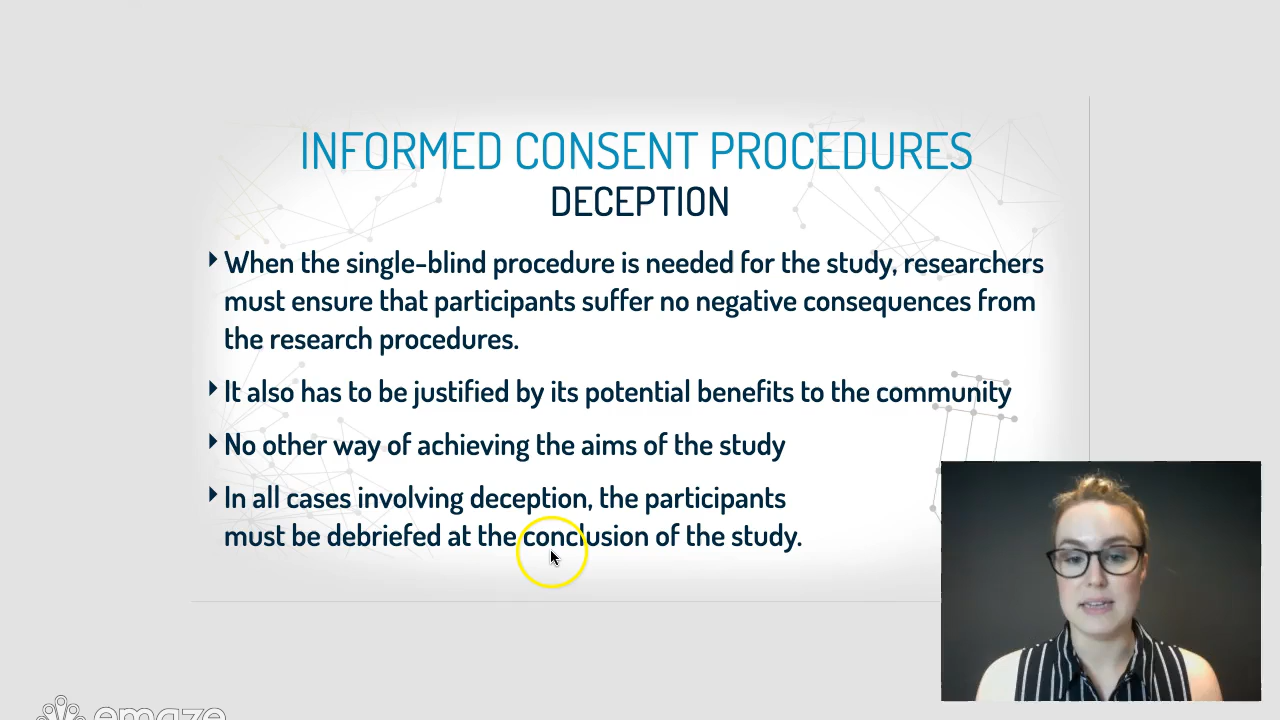 INFORMED CONSENT PROCEDURES
DECEPTION
When the single-blind procedure is needed for the study, researchers
must ensure that participants suffer no negative consequences from
the research procedures.
It also has to be justified by its potential benefits to the community
No other way of achieving the aims of the study
In all cases involving deception, the participants
must be debriefed at the conclusion of the study.
emaze